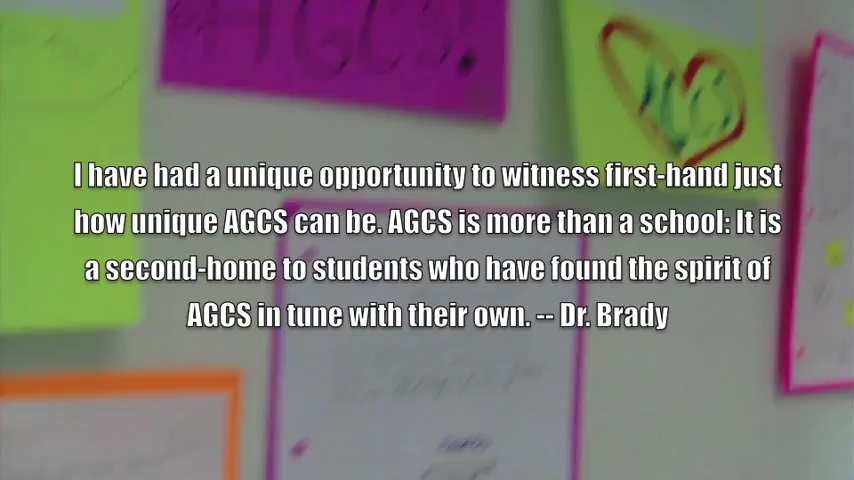 AGCS!
AGCS
I have had a unique opportunity to witness first-hand just
how unique AGCS can be. AGCS is more than a school: It is
a second-home to students who have found the spirit of
AGCS in tune with their own. -- Dr. Brady